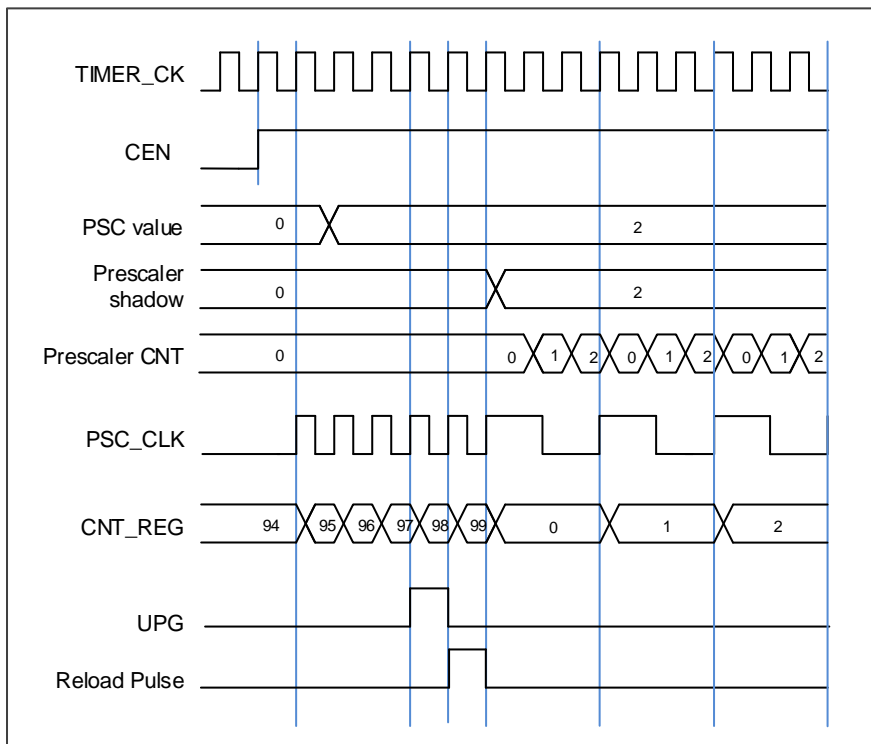 TIMER_CK
CEN
PSC value 0 2
Prescaler
shadow 0 2
Prescaler CNT 0 0 1 2 0 1 2 0 1 2
PSC_CLK
CNT_REG 94 95 96 97 98 99 0 1 2
UPG
Reload Pulse